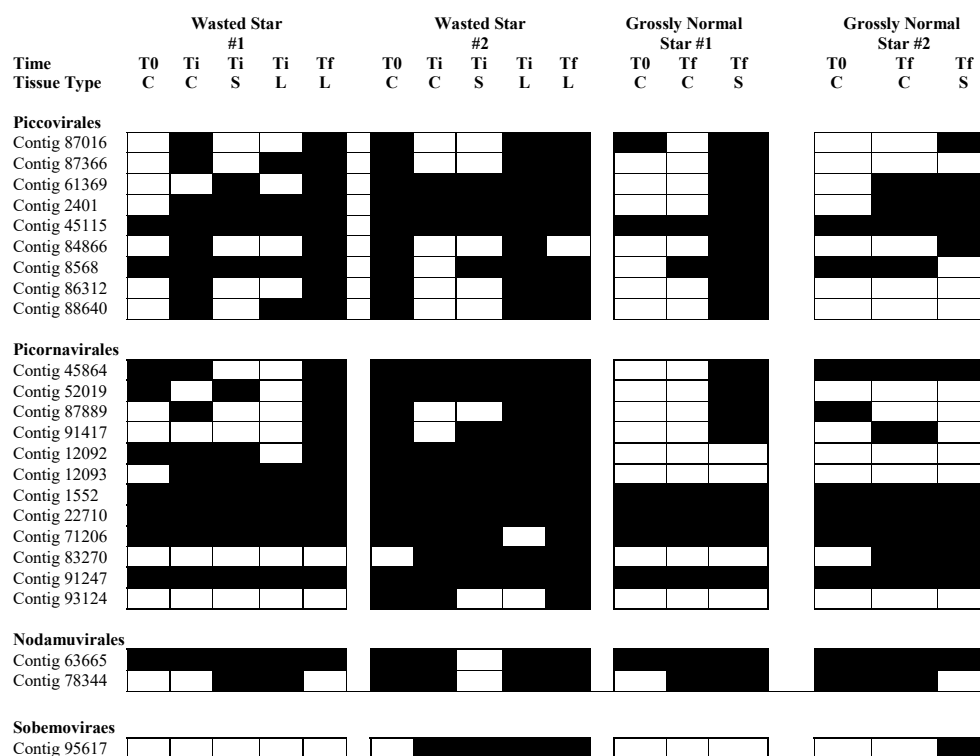 Wasted Star Wasted Star Grossly Normal Grossly Normal
#1 #2 Star #1 Star #2
Time T0 Ti Ti Ti Tf T0 Ti Ti Ti Tf T0 Tf Tf T0 Tf Tf
Tissue Type C C S L L C C S L L C C S C C S
Piccovirales
Contig 87016
Contig 87366
Contig 61369
Contig 2401
Contig 45115
Contig 84866
Contig 8568
Contig 86312
Contig 88640
Picornavirales
Contig 45864
Contig 52019
Contig 87889
Contig 91417
Contig 12092
Contig 12093
Contig 1552
Contig 22710
Contig 71206
Contig 83270
Contig 91247
Contig 93124
Nodamuvirales
Contig 63665
Contig 78344
Sobemoviraes
Contig 95617